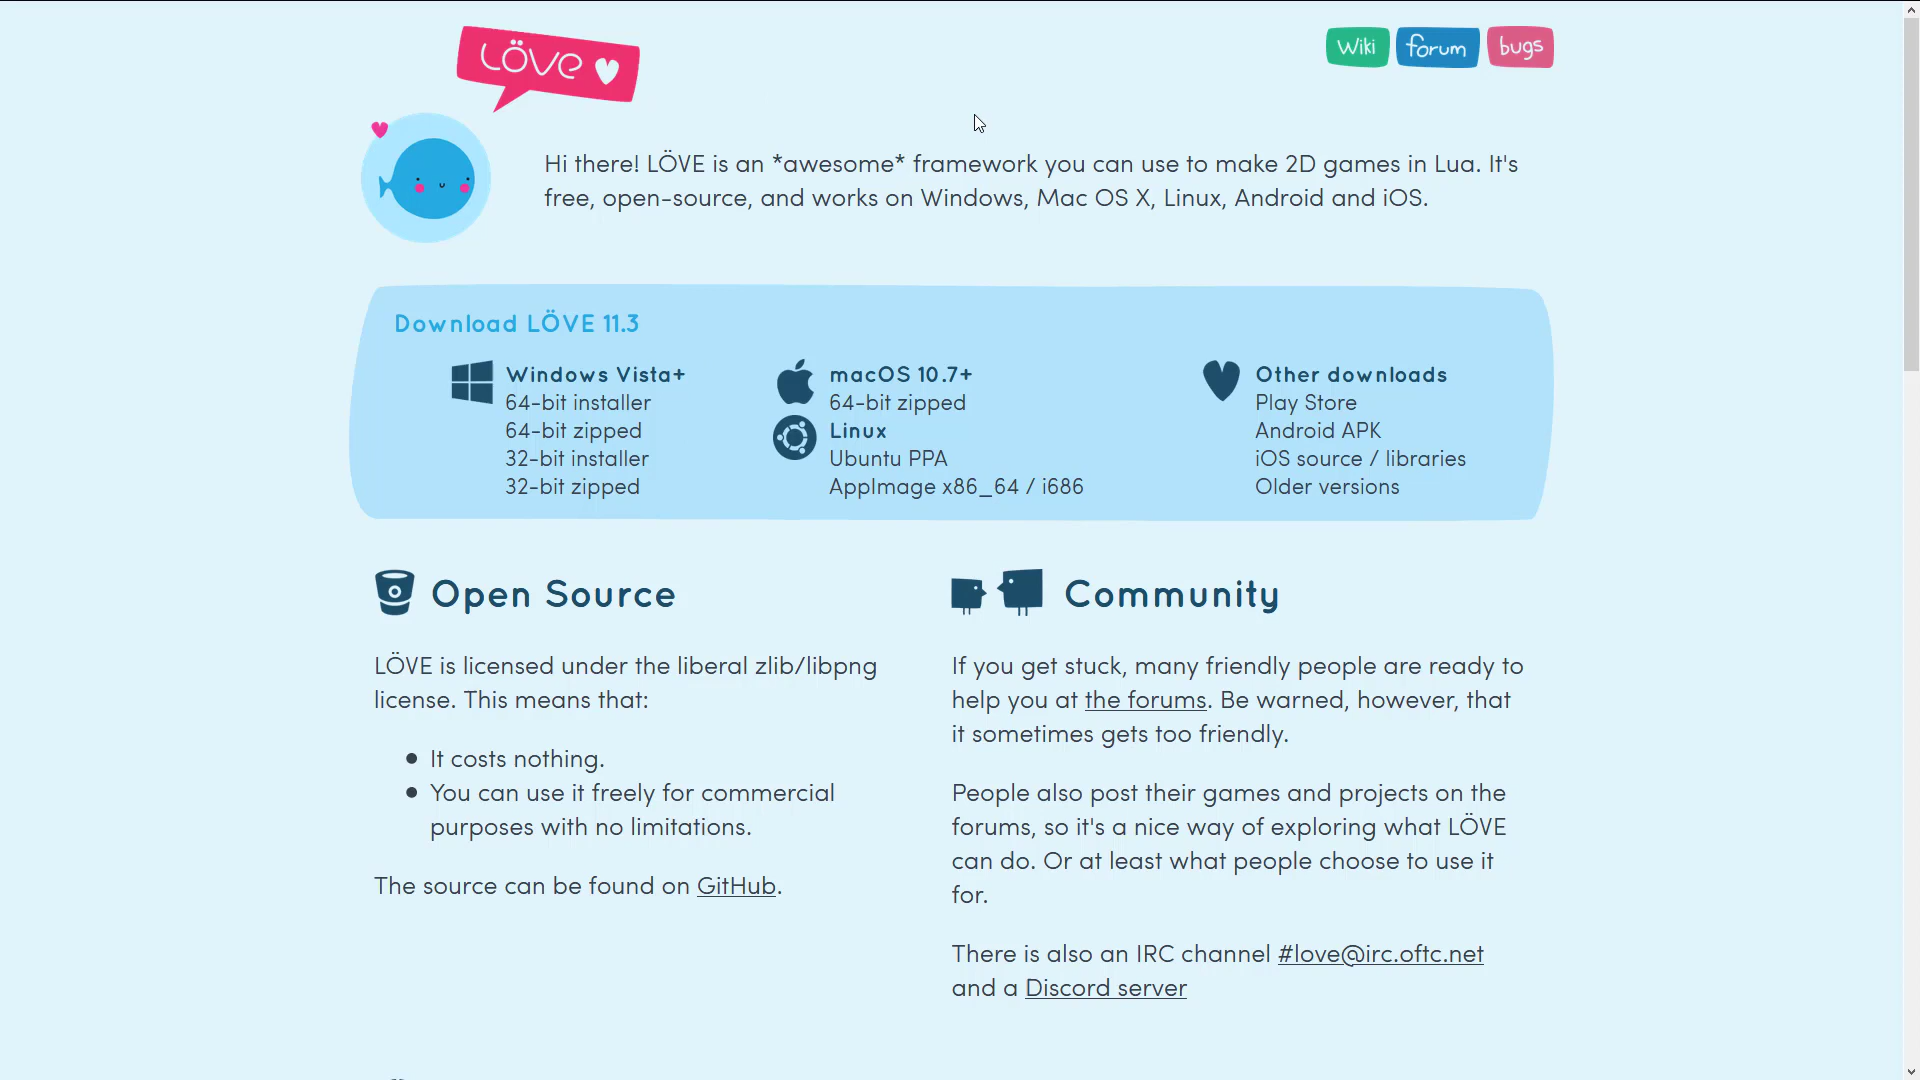 LÖVE
Wiki
forum
bugs
Hi there! LÖVE is an *awesome* framework you can use to make 2D games in Lua. It's
free, open-source, and works on Windows, Mac OS X, Linux, Android and iOS.
Download LÖVE 11.3
Windows Vista+
64-bit installer
64-bit zipped
32-bit installer
32-bit zipped
macOS 10.7+
64-bit zipped
Linux
Ubuntu PPA
AppImage x86_64 / i686
Other downloads
Play Store
Android APK
iOS source / libraries
Older versions
Open Source
LÖVE is licensed under the liberal zlib/libpng
license. This means that:
It costs nothing.
You can use it freely for commercial
purposes with no limitations.
The source can be found on GitHub.
Community
If you get stuck, many friendly people are ready to
help you at the forums. Be warned, however, that
it sometimes gets too friendly.
People also post their games and projects on the
forums, so it's a nice way of exploring what LÖVE
can do. Or at least what people choose to use it
for.
There is also an IRC channel #love@irc.oftc.net
and a Discord server